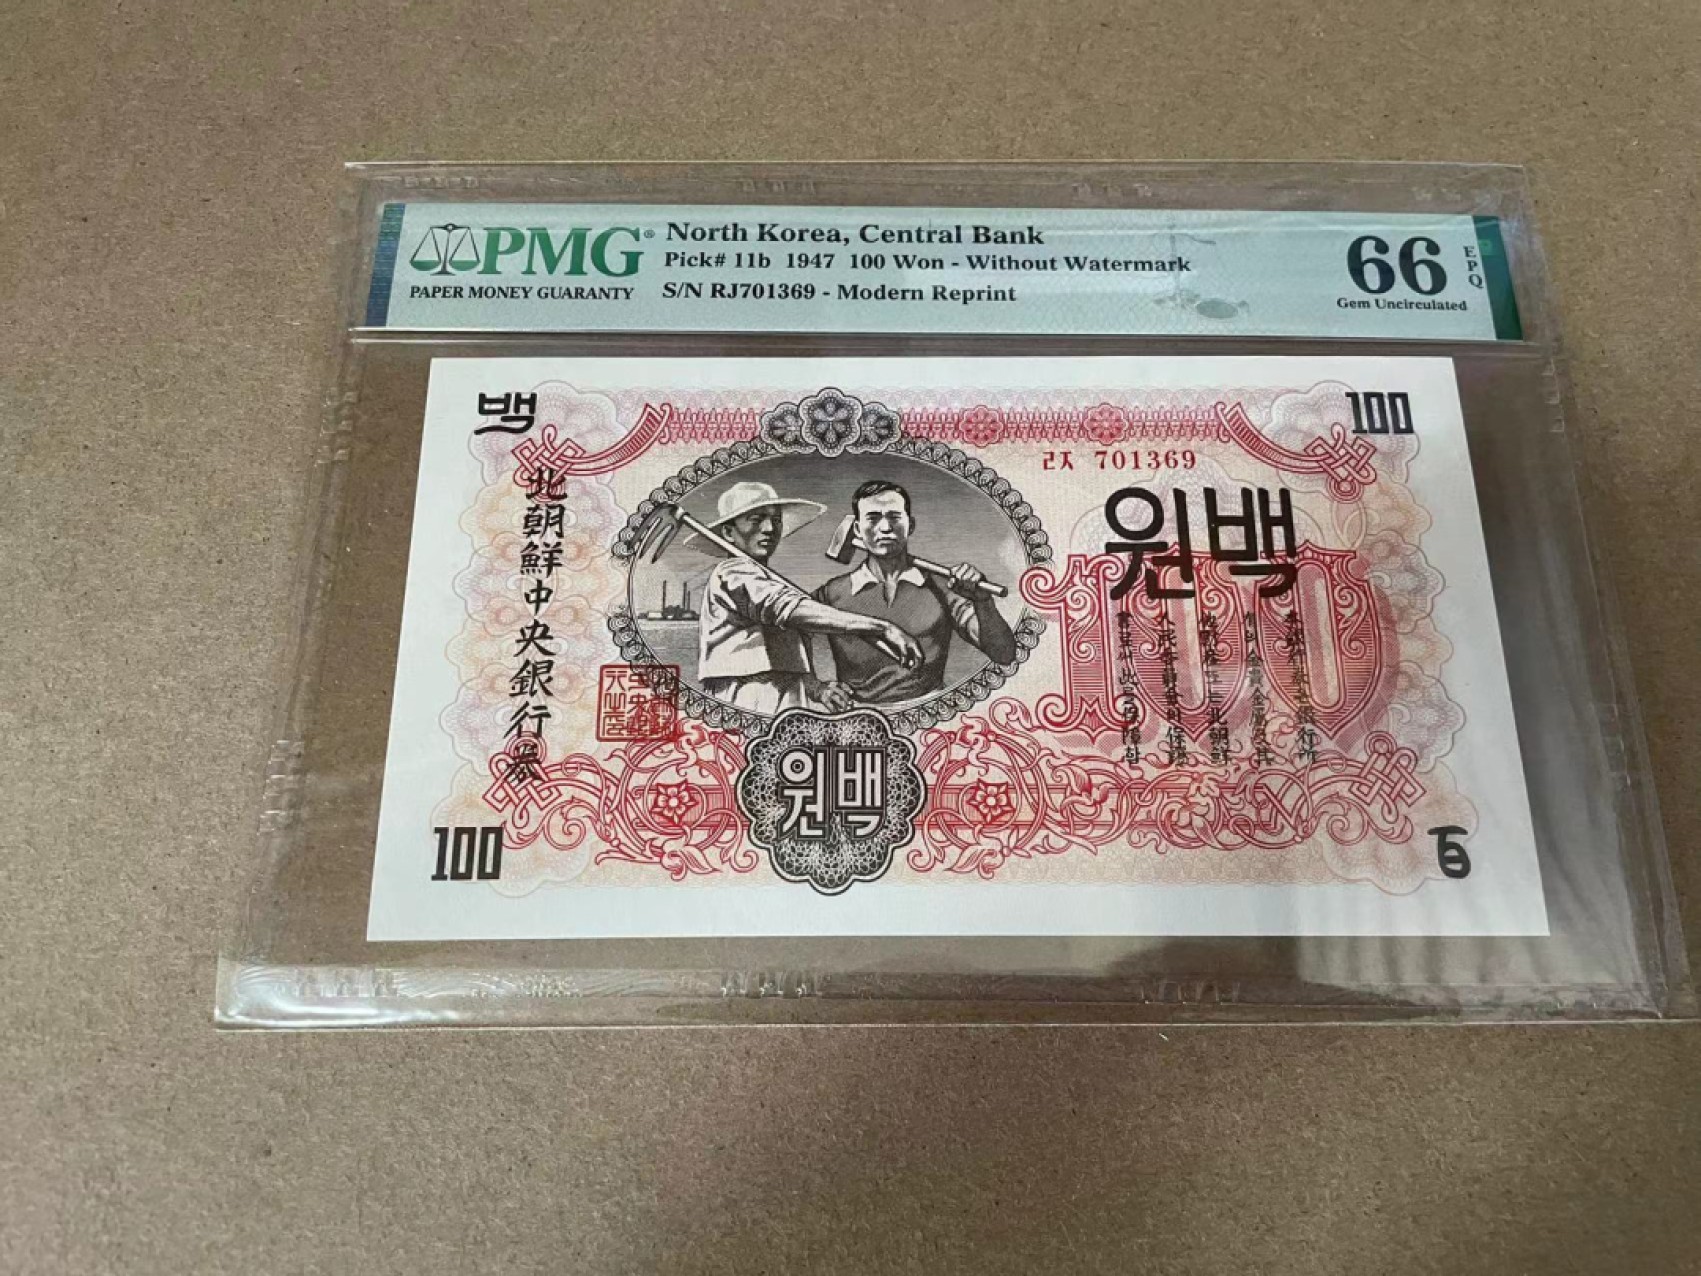 PMG®
PAPER MONEY GUARANTY
North Korea, Central Bank
Pick# 11b 1947 100 Won - Without Watermark
S/N RJ701369 - Modern Reprint
66
EPQ
Gem Uncirculated
백
100
ㄹㅈ 701369
원백
100
北朝鮮中央銀行券
원백
100
百